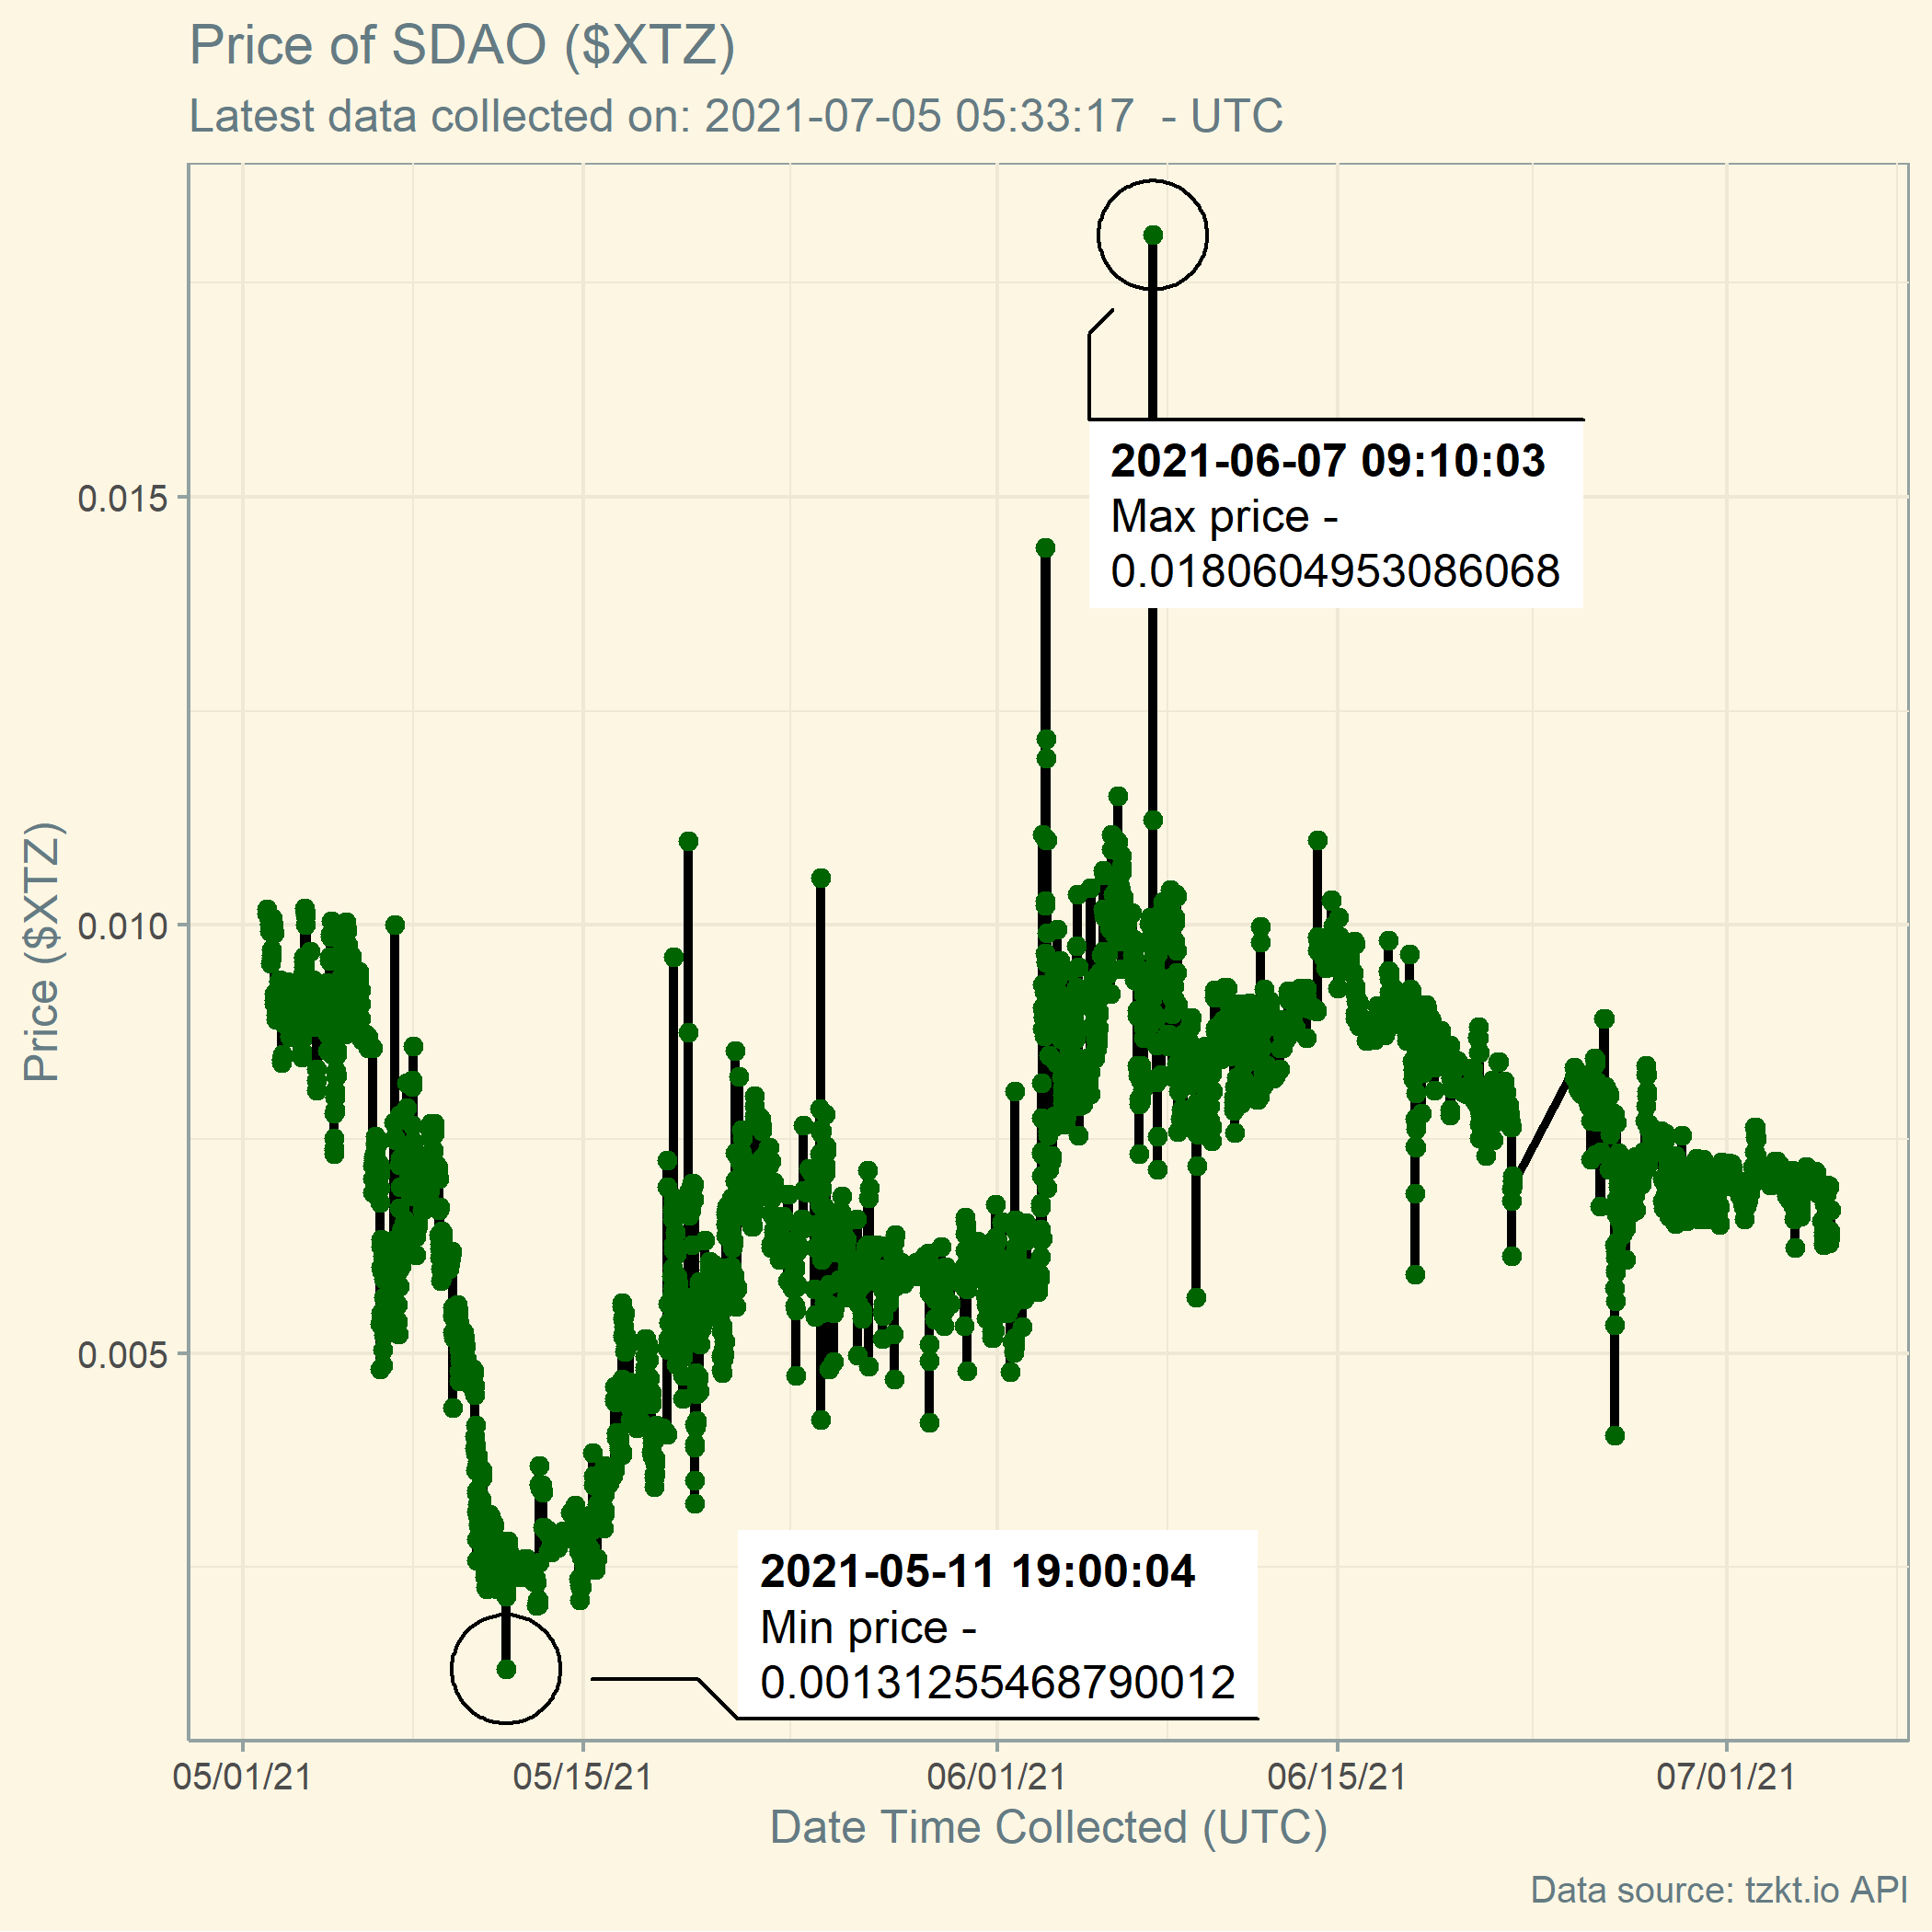 Price of SDAO ($XTZ)
Latest data collected on: 2021-07-05 05:33:17  - UTC
2021-06-07 09:10:03
Max price -
0.0180604953086068
0.015
0.010
Price ($XTZ)
0.005
2021-05-11 19:00:04
Min price -
0.00131255468790012
05/01/21
05/15/21
06/01/21
06/15/21
07/01/21
Date Time Collected (UTC)
Data source: tzkt.io API